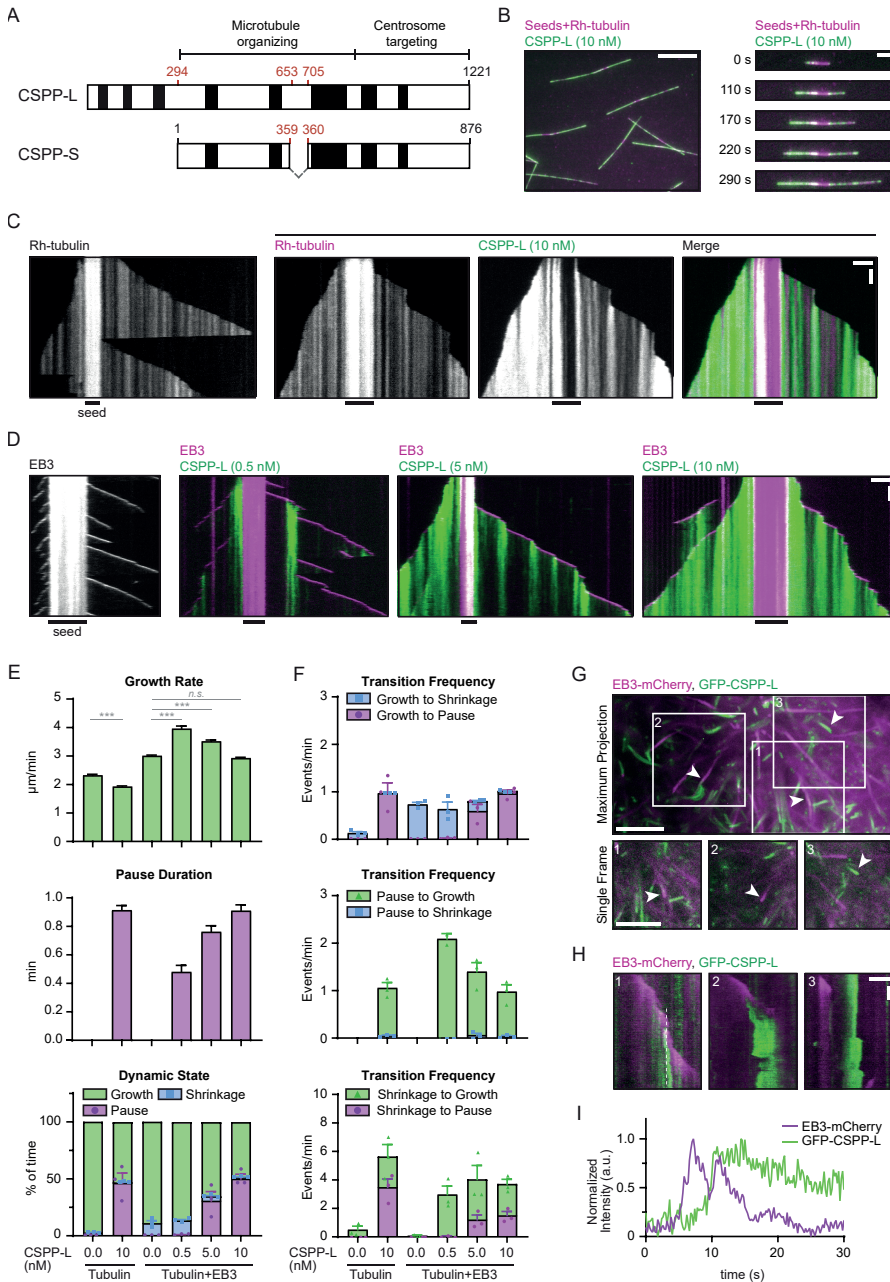 A
Microtubule
organizing
Centrosome
targeting
294
653
705
1221
CSPP-L
1
359
360
876
CSPP-S
B
Seeds+Rh-tubulin
CSPP-L (10 nM)
Seeds+Rh-tubulin
CSPP-L (10 nM)
0 s
110 s
170 s
220 s
290 s
C
Rh-tubulin
Rh-tubulin
CSPP-L (10 nM)
Merge
seed
D
EB3
EB3
CSPP-L (0.5 nM)
EB3
CSPP-L (5 nM)
EB3
CSPP-L (10 nM)
seed
E
Growth Rate
n.s.
***
***
***
5
4
3
2
1
0
µm/min
Pause Duration
1.0
0.8
0.6
0.4
0.2
0.0
min
Dynamic State
Growth
Shrinkage
Pause
100
50
0
% of time
CSPP-L
(nM)
0.0
10
0.0
0.5
5.0
10
Tubulin
Tubulin+EB3
F
Transition Frequency
Growth to Shrinkage
Growth to Pause
3
2
1
0
Events/min
Transition Frequency
Pause to Growth
Pause to Shrinkage
3
2
1
0
Events/min
Transition Frequency
Shrinkage to Growth
Shrinkage to Pause
10
8
6
4
2
0
Events/min
0.0
10
0.0
0.5
5.0
10
Tubulin
Tubulin+EB3
G
EB3-mCherry, GFP-CSPP-L
Maximum Projection
2
3
1
Single Frame
1
2
3
H
EB3-mCherry, GFP-CSPP-L
1
2
3
I
EB3-mCherry
GFP-CSPP-L
Normalized
Intensity (a.u.)
1.0
0.5
0
0
10
20
30
time (s)